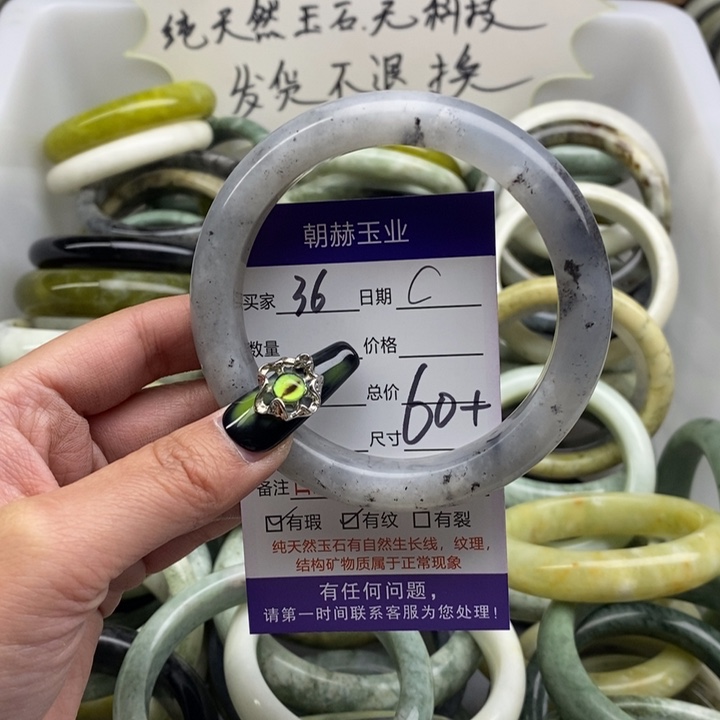 纯天然玉石.无科技
发货不退换
朝赫玉业
买家 36 日期 C
数量 价格
总价 60+
尺寸
备注
☑有瑕 ☑有纹 ☐有裂
纯天然玉石有自然生长线，纹理，
结构矿物质属于正常现象
有任何问题，
请第一时间联系客服为您处理！